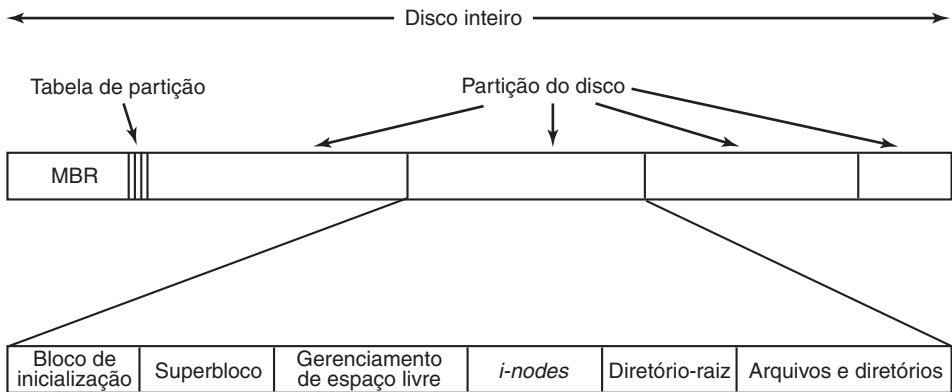 Disco inteiro
Tabela de partição
Partição do disco
MBR
Bloco de
inicialização
Superbloco
Gerenciamento
de espaço livre
i-nodes
Diretório-raiz
Arquivos e diretórios